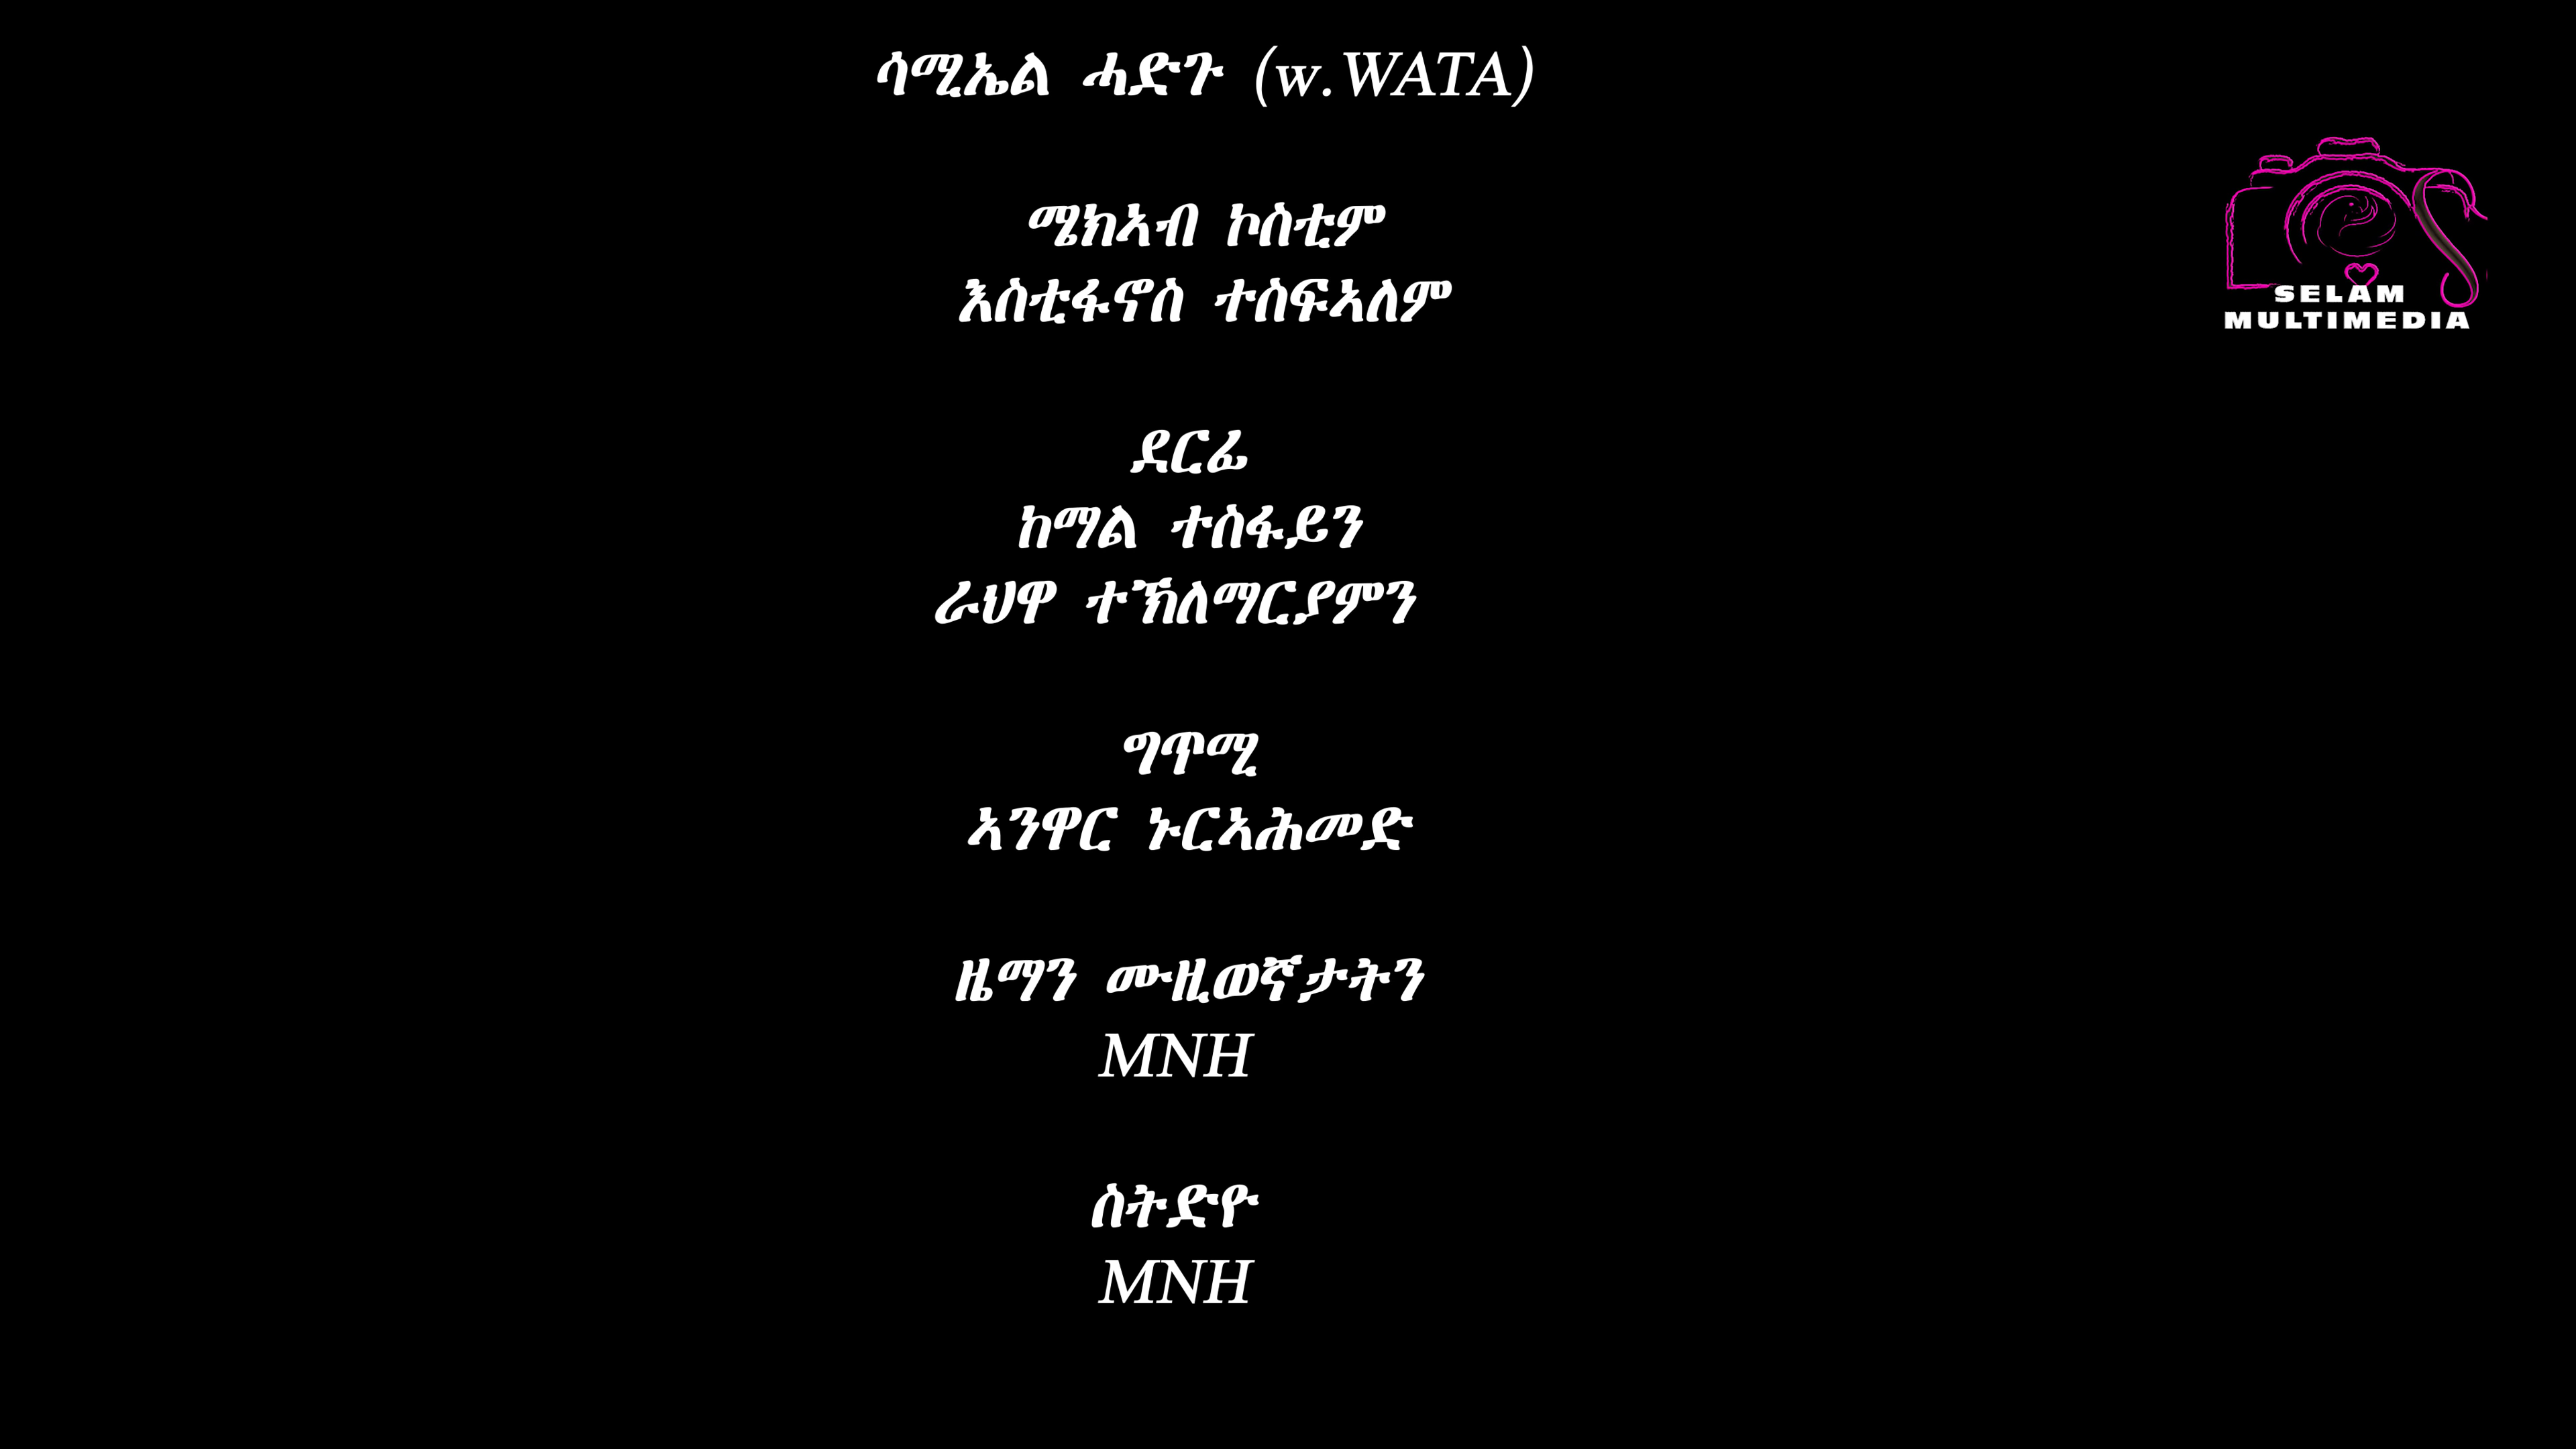 ሳሚኤል ሓድጉ (w.WATA)
ሜክኣብ ኮስቲም
እስቲፋኖስ ተስፍኣለም
ደርፊ
ከማል ተስፋይን
ራህዋ ተኽለማርያምን
ግጥሚ
ኣንዋር ኑርኣሕመድ
ዜማን ሙዚወኛታትን
MNH
ስትድዮ
MNH
SELAM
MULTIMEDIA